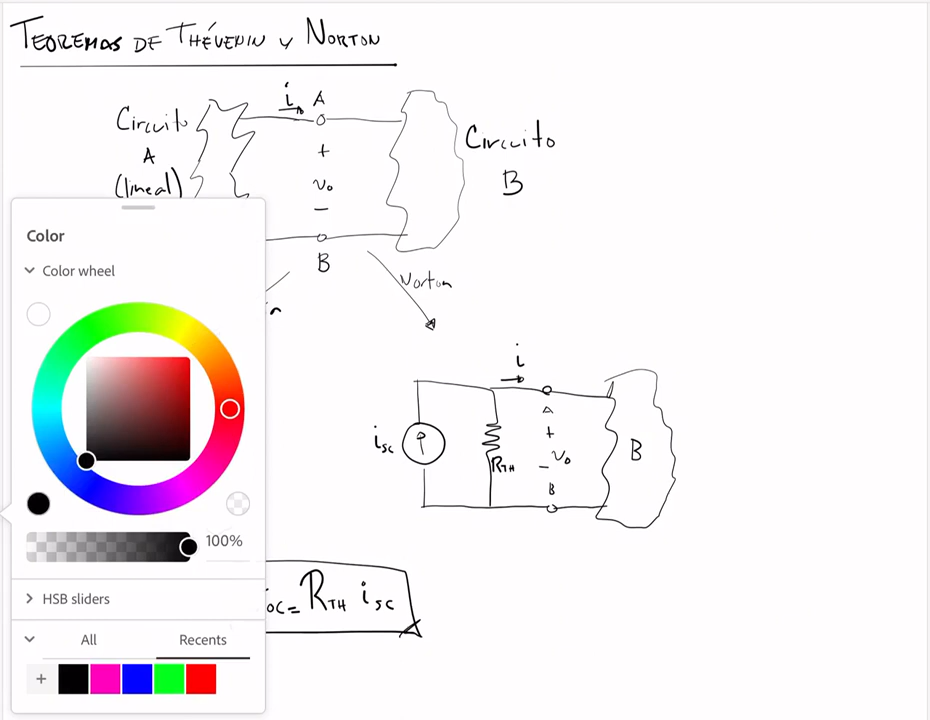 TEOREMAS DE THÉVENIN Y NORTON
i A
Circuito
A
(lineal)
+
v₀
−
B
Circuito
B
Norton
i
i_sc
R_TH
A
+
v₀
−
B
B
OC = R_TH i_sc
Color
Color wheel
100%
HSB sliders
All Recents
+